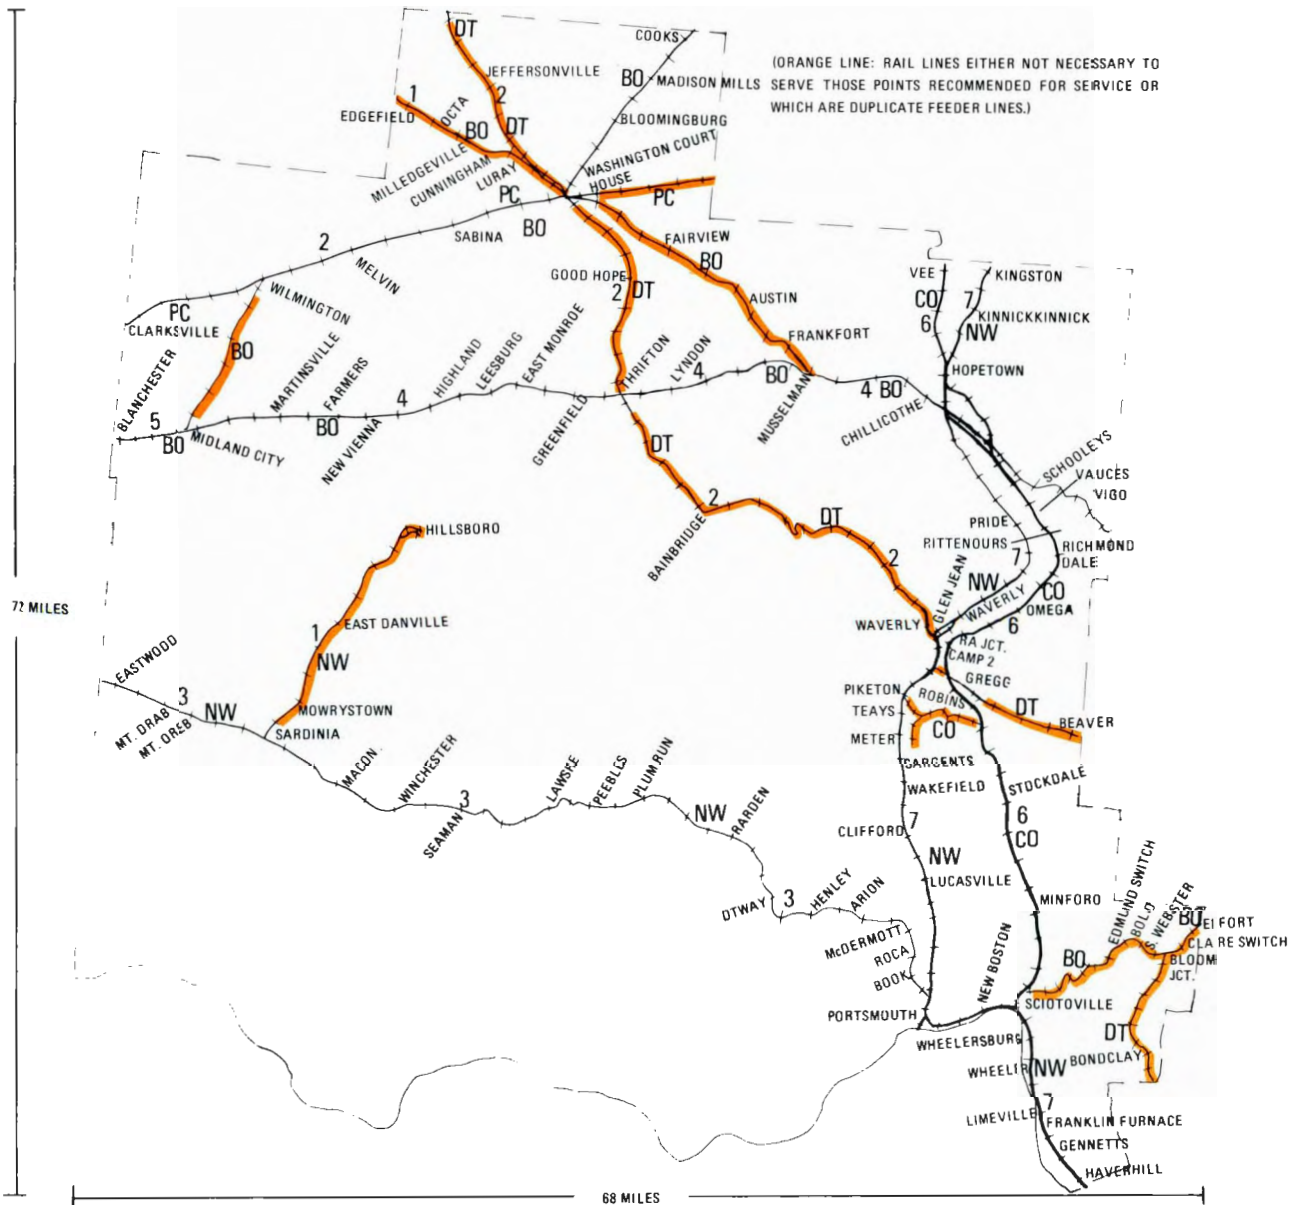 DT
COOKS
(ORANGE LINE: RAIL LINES EITHER NOT NECESSARY TO
SERVE THOSE POINTS RECOMMENDED FOR SERVICE OR
WHICH ARE DUPLICATE FEEDER LINES.)
JEFFERSONVILLE
BO
MADISON MILLS
1
2
EDGEFIELD
OCTA
BO
DT
BLOOMINGBURG
MILLEDGEVILLE
CUNNINGHAM
LURAY
WASHINGTON COURT
HOUSE
PC
PC
BO
SABINA
2
MELVIN
FAIRVIEW
BO
GOOD HOPE
2
DT
AUSTIN
VEE
KINGSTON
CO
7
6
KINNICKKINNICK
NW
WILMINGTON
PC
CLARKSVILLE
BO
BLANCHESTER
MARTINSVILLE
FARMERS
HIGHLAND
LEESBURG
EAST MONROE
THRIFTON
LYNDON
FRANKFORT
HOPETOWN
4
BO
4 BO
MUSSELMAN
CHILLICOTHE
4
5
BO
MIDLAND CITY
BO
NEW VIENNA
GREENFIELD
DT
SCHOOLEYS
VAUCES
VIGO
2
BAINBRIDGE
DT
HILLSBORO
PRIDE
RITTENOURS
7
RICHMOND
DALE
2
GLEN JEAN
NW
WAVERLY
CO
OMEGA
6
72 MILES
1
EAST DANVILLE
NW
WAVERLY
RA JCT.
CAMP 2
GREGG
EASTWOOD
3
NW
MT. DRAB
MT. OREB
MOWRYSTOWN
SARDINIA
PIKETON
ROBINS
TEAYS
CO
METER
DT
BEAVER
SARGENTS
MACON
WINCHESTER
3
SEAMAN
LAWSHE
PEEBLES
PLUM RUN
NW
RARDEN
WAKEFIELD
STOCKDALE
CLIFFORD
7
6
CO
NW
LUCASVILLE
DTWAY
3
HENLEY
ARION
MINFORD
McDERMOTT
ROCA
BOOK
NEW BOSTON
EDMUND SWITCH
S. WEBSTER
BO
BO
CLARE SWITCH
BLOOM
JCT.
PORTSMOUTH
SCIOTOVILLE
DT
WHEELERSBURG
WHEELER
NW
BONDCLAY
LIMEVILLE
7
FRANKLIN FURNACE
GENNETTS
HAVERHILL
68 MILES